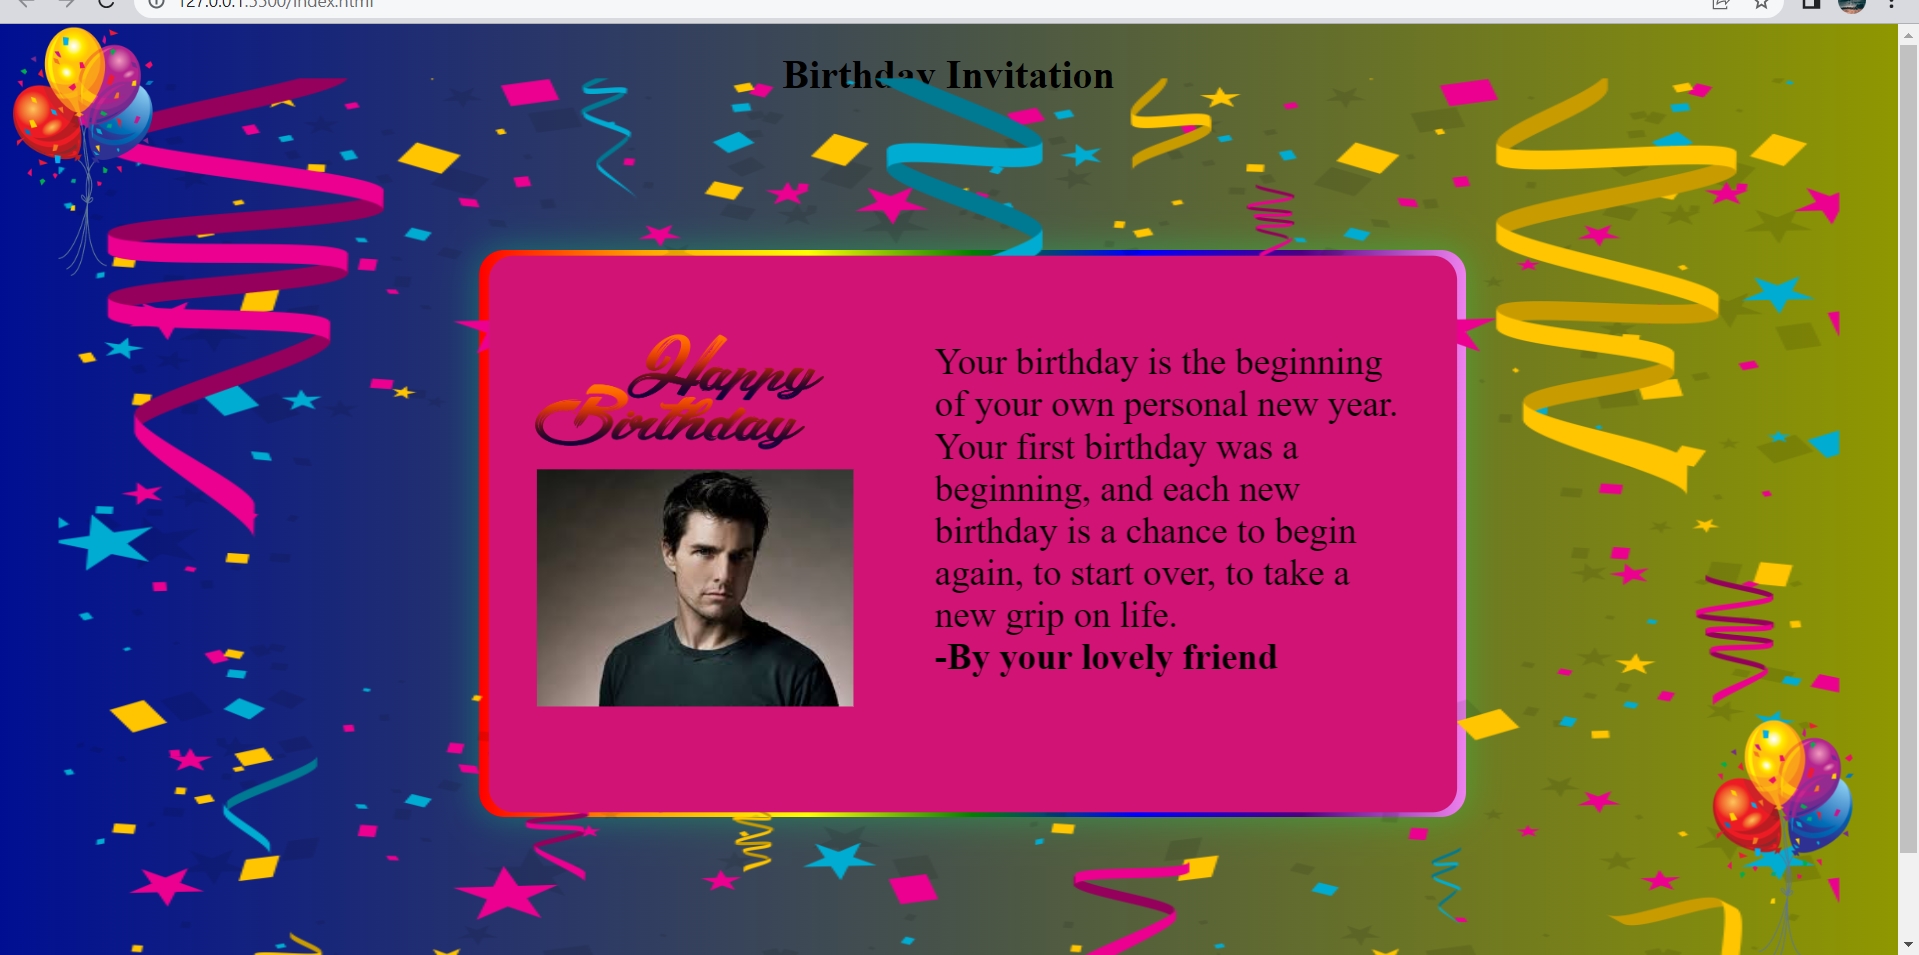 127.0.0.1:5500/index.html
Birthday Invitation
Happy
Birthday
Your birthday is the beginning
of your own personal new year.
Your first birthday was a
beginning, and each new
birthday is a chance to begin
again, to start over, to take a
new grip on life.
-By your lovely friend